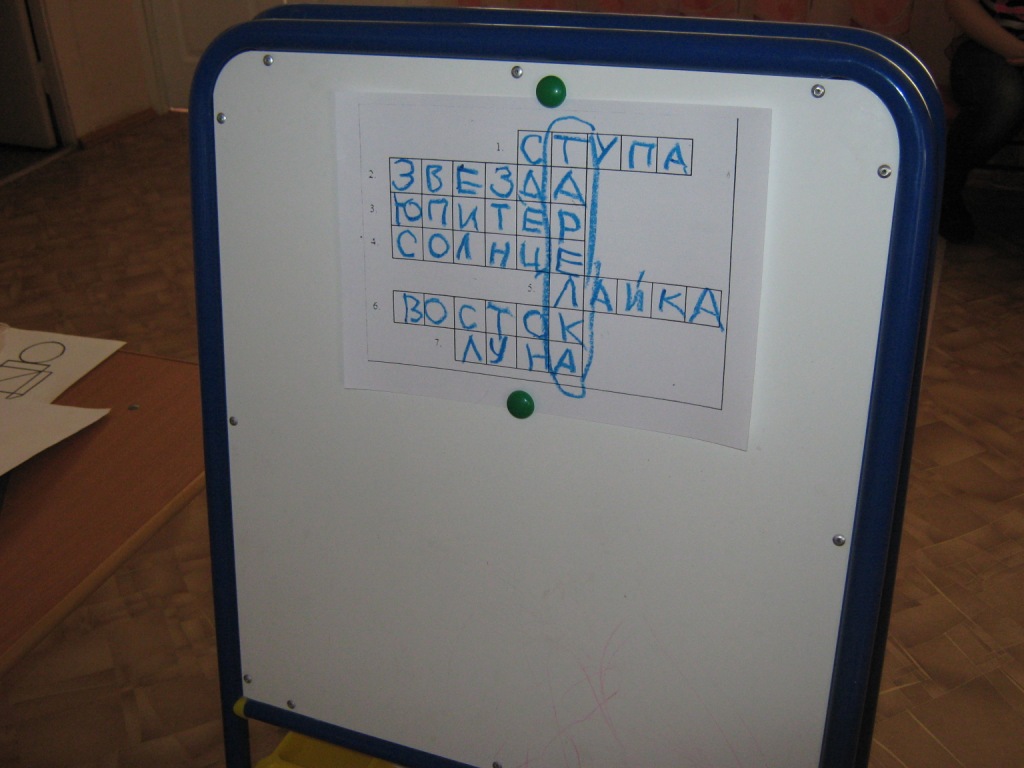 1. СТУПА
2. ЗВЕЗДА
3. ЮПИТЕР
4. СОЛНЦЕ
5. ЛАЙКА
6. ВОСТОК
7. ЛУНА